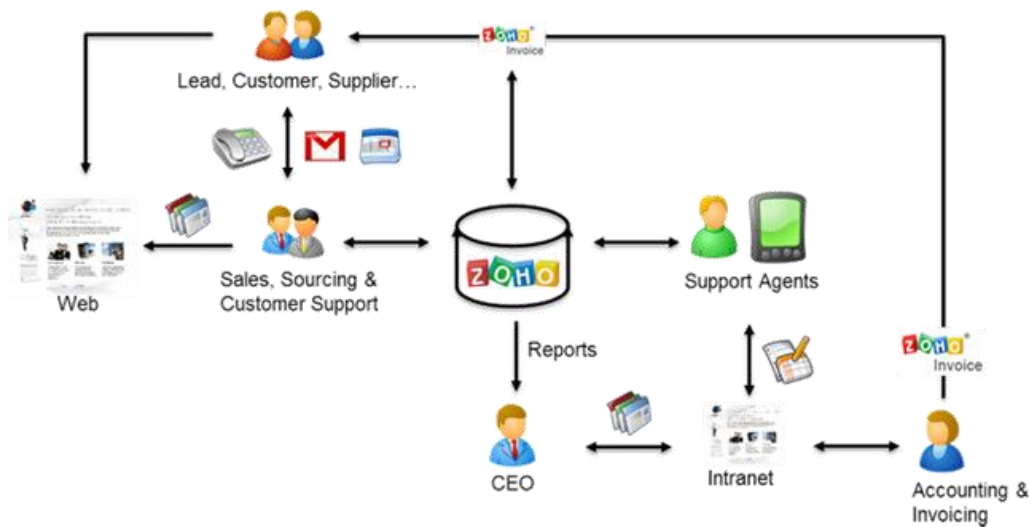 ZOHO
Invoice
Lead, Customer, Supplier...
Sales, Sourcing &
Customer Support
Web
ZOHO
Support Agents
Reports
ZOHO
Invoice
CEO
Intranet
Accounting &
Invoicing